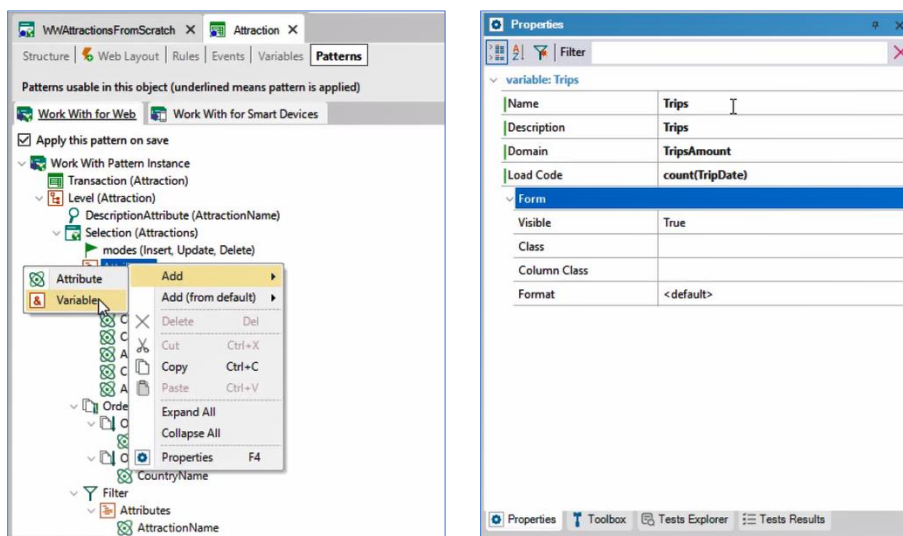 WWAttractionsFromScratch X Attraction X
Structure Web Layout Rules Events Variables Patterns
Patterns usable in this object (underlined means pattern is applied)
Work With for Web Work With for Smart Devices
Apply this pattern on save
Work With Pattern Instance
Transaction (Attraction)
Level (Attraction)
DescriptionAttribute (AttractionName)
Selection (Attractions)
modes (Insert, Update, Delete)
Attribute
& Variable
Add
Add (from default)
Delete Del
Cut Ctrl+X
Copy Ctrl+C
Paste Ctrl+V
Expand All
Collapse All
Properties F4
C
C
A
C
A
Orde
O
O
CountryName
Filter
Attributes
AttractionName
Properties
Filter
variable: Trips
Name Trips
Description Trips
Domain TripsAmount
Load Code count(TripDate)
Form
Visible True
Class
Column Class
Format <default>
Properties Toolbox Tests Explorer Tests Results